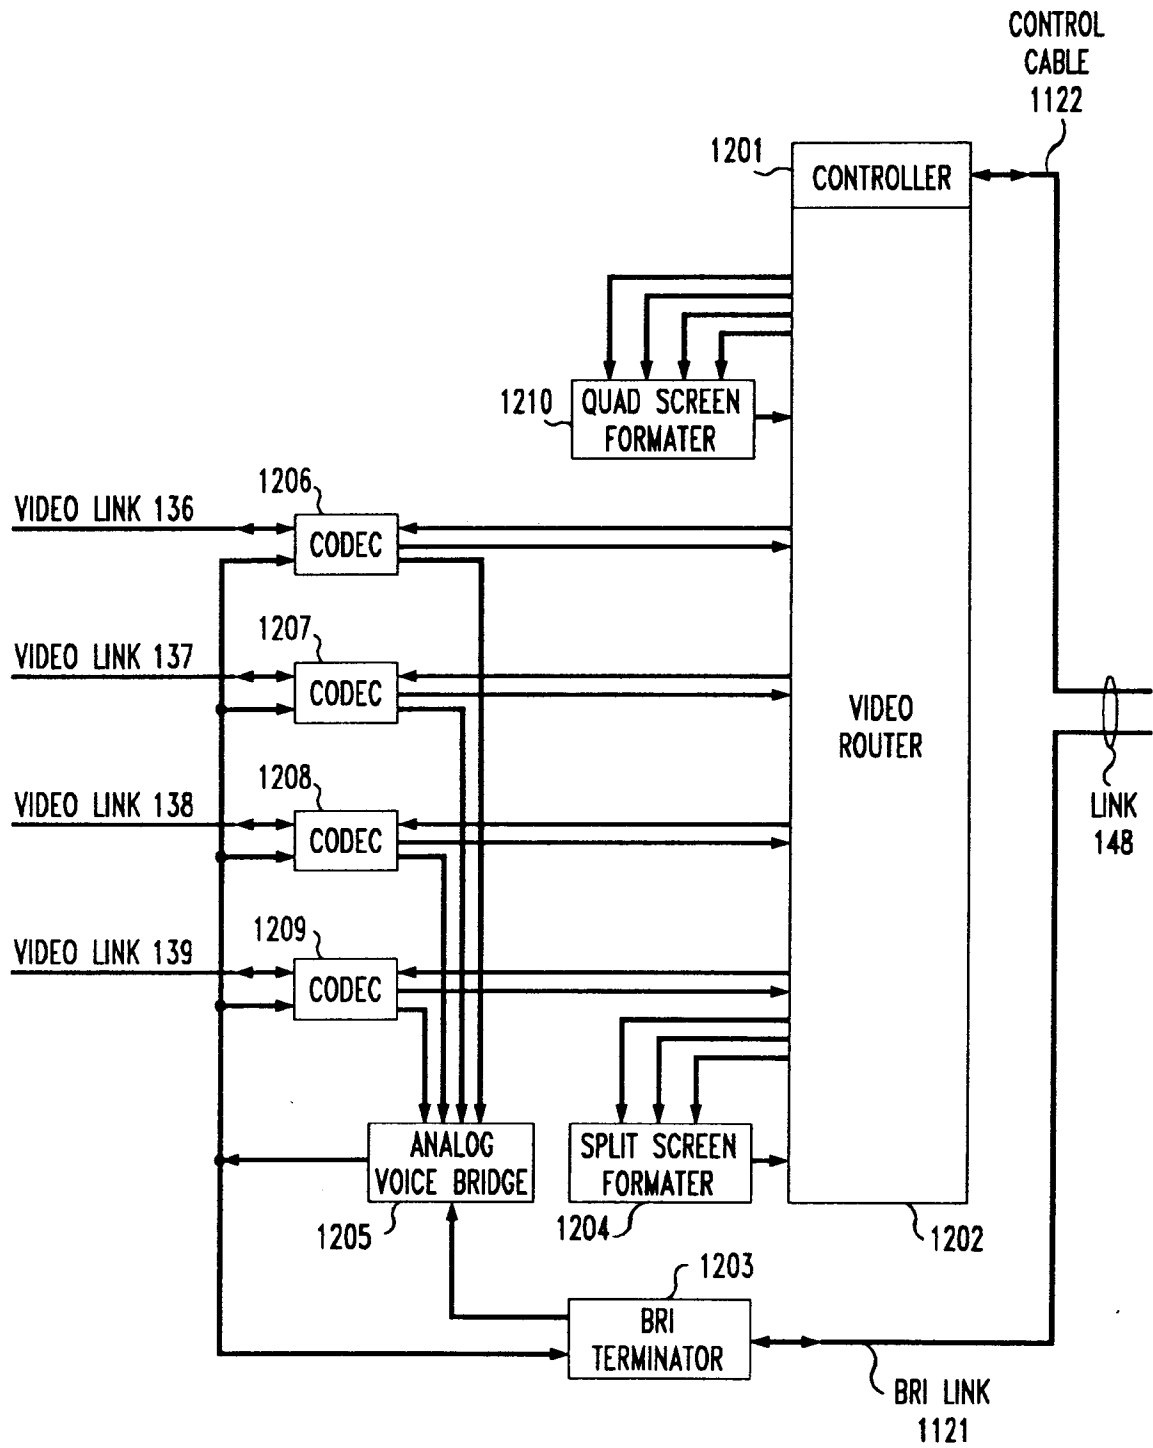 CONTROL
CABLE
1122
1201
CONTROLLER
1210
QUAD SCREEN
FORMATER
1206
VIDEO LINK 136
CODEC
1207
VIDEO LINK 137
CODEC
VIDEO
ROUTER
1208
VIDEO LINK 138
CODEC
LINK
148
1209
VIDEO LINK 139
CODEC
ANALOG
VOICE BRIDGE
SPLIT SCREEN
FORMATER
1205
1204
1202
1203
BRI
TERMINATOR
BRI LINK
1121